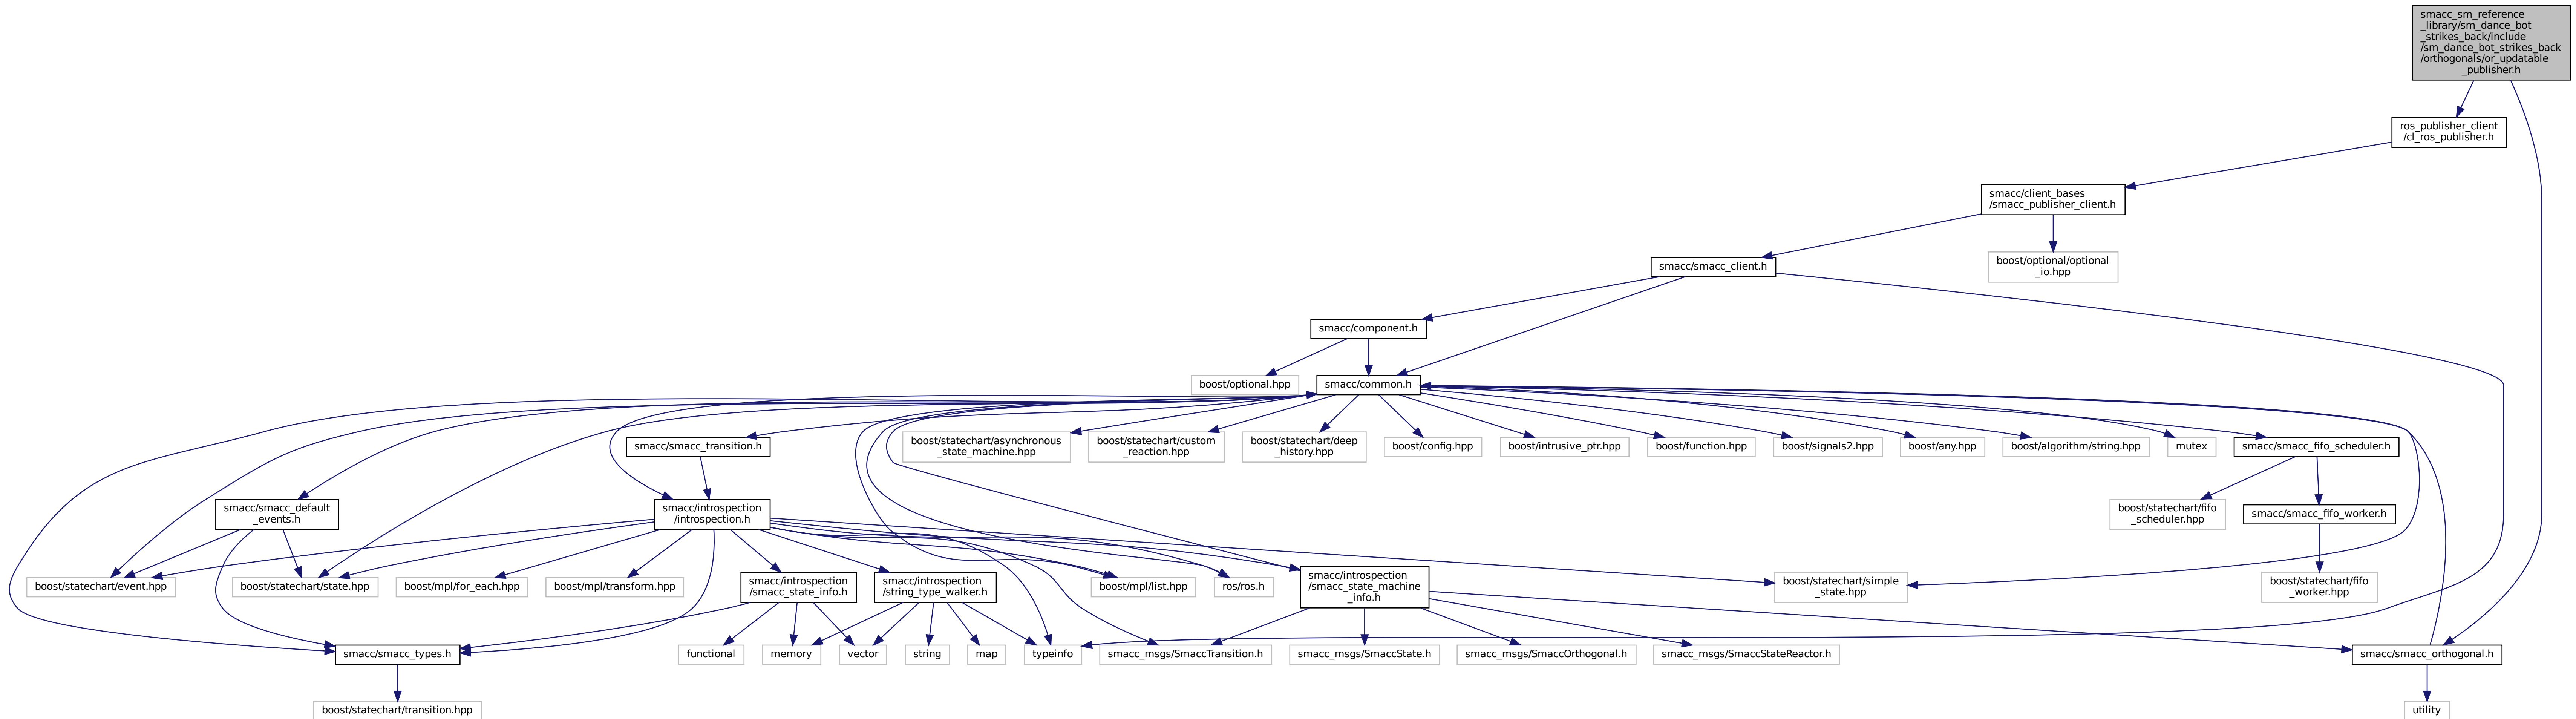 smacc_sm_reference
_library/sm_dance_bot
_strikes_back/include
/sm_dance_bot_strikes_back
/orthogonals/or_updatable
_publisher.h
ros_publisher_client
/cl_ros_publisher.h
smacc/client_bases
/smacc_publisher_client.h
smacc/smacc_client.h
boost/optional/optional
_io.hpp
smacc/component.h
boost/optional.hpp
smacc/common.h
smacc/smacc_transition.h
boost/statechart/asynchronous
_state_machine.hpp
boost/statechart/custom
_reaction.hpp
boost/statechart/deep
_history.hpp
boost/config.hpp
boost/intrusive_ptr.hpp
boost/function.hpp
boost/signals2.hpp
boost/any.hpp
boost/algorithm/string.hpp
mutex
smacc/smacc_fifo_scheduler.h
smacc/smacc_default
_events.h
smacc/introspection
/introspection.h
boost/statechart/fifo
_scheduler.hpp
smacc/smacc_fifo_worker.h
boost/statechart/event.hpp
boost/statechart/state.hpp
boost/mpl/for_each.hpp
boost/mpl/transform.hpp
smacc/introspection
/smacc_state_info.h
smacc/introspection
/string_type_walker.h
boost/mpl/list.hpp
ros/ros.h
smacc/introspection
/smacc_state_machine
_info.h
boost/statechart/simple
_state.hpp
boost/statechart/fifo
_worker.hpp
smacc/smacc_types.h
functional
memory
vector
string
map
typeinfo
smacc_msgs/SmaccTransition.h
smacc_msgs/SmaccState.h
smacc_msgs/SmaccOrthogonal.h
smacc_msgs/SmaccStateReactor.h
smacc/smacc_orthogonal.h
boost/statechart/transition.hpp
utility